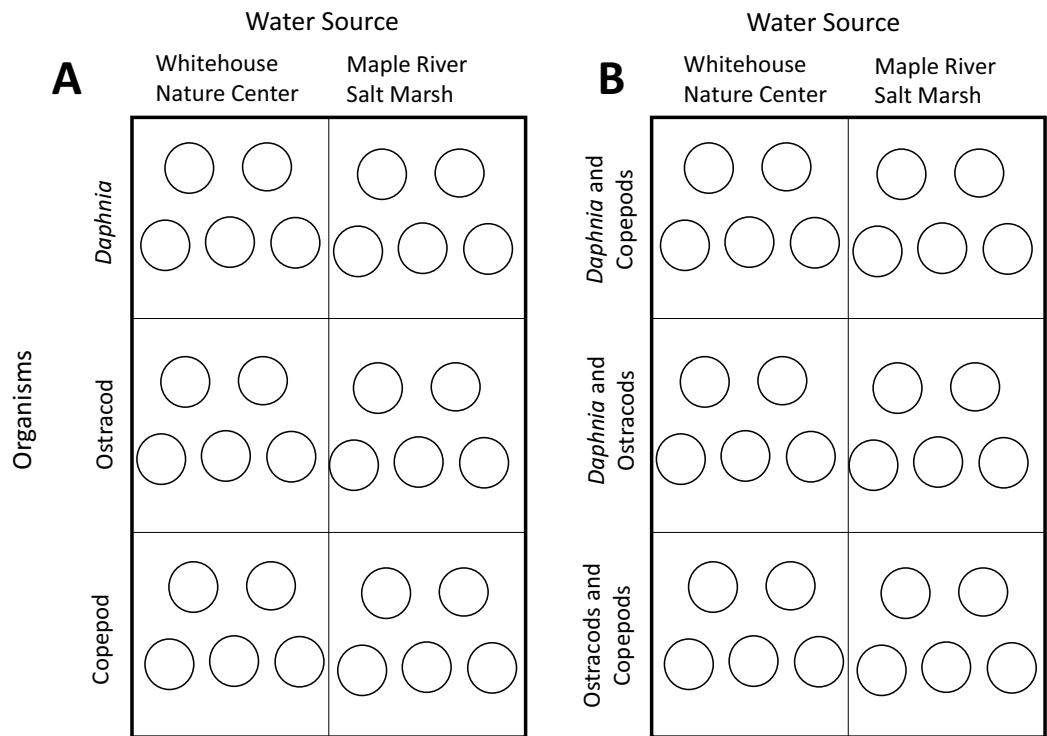 Water Source
A
Whitehouse
Nature Center
Maple River
Salt Marsh
Organisms
Daphnia
Ostracod
Copepod
Water Source
B
Whitehouse
Nature Center
Maple River
Salt Marsh
Daphnia and
Copepods
Daphnia and
Ostracods
Ostracods and
Copepods